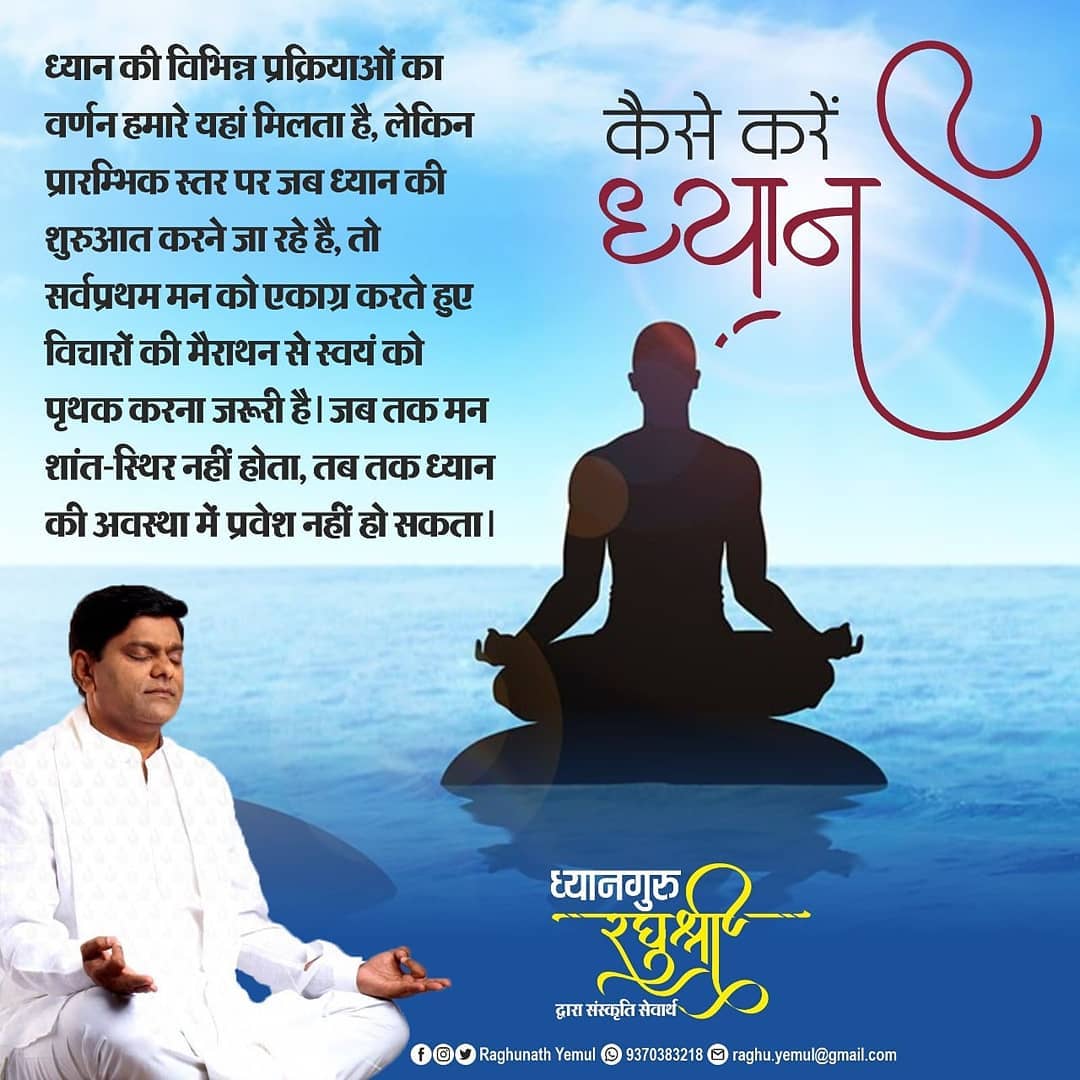 ध्यान की विभिन्न प्रक्रियाओं का
वर्णन हमारे यहां मिलता है, लेकिन
प्रारम्भिक स्तर पर जब ध्यान की
शुरुआत करने जा रहे है, तो
सर्वप्रथम मन को एकाग्र करते हुए
विचारों की मैराथन से स्वयं को
पृथक करना जरूरी है। जब तक मन
शांत-स्थिर नहीं होता, तब तक ध्यान
की अवस्था में प्रवेश नहीं हो सकता।
कैसे करें
ध्यान
ध्यानगुरु
रघुश्री
द्वारा संस्कृति सेवार्थ
Raghunath Yemul 9370383218 raghu.yemul@gmail.com